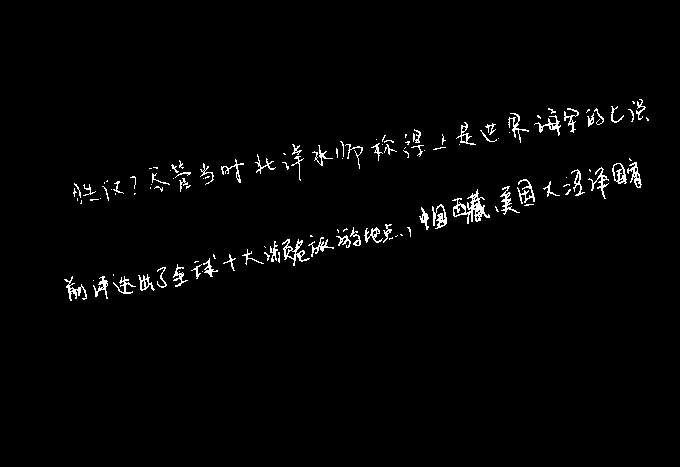 胜仗?尽管当时北洋水师称得上是世界海军的七强
前评选出了全球十大濒危旅游地点,中国西藏、美国大沼泽国家